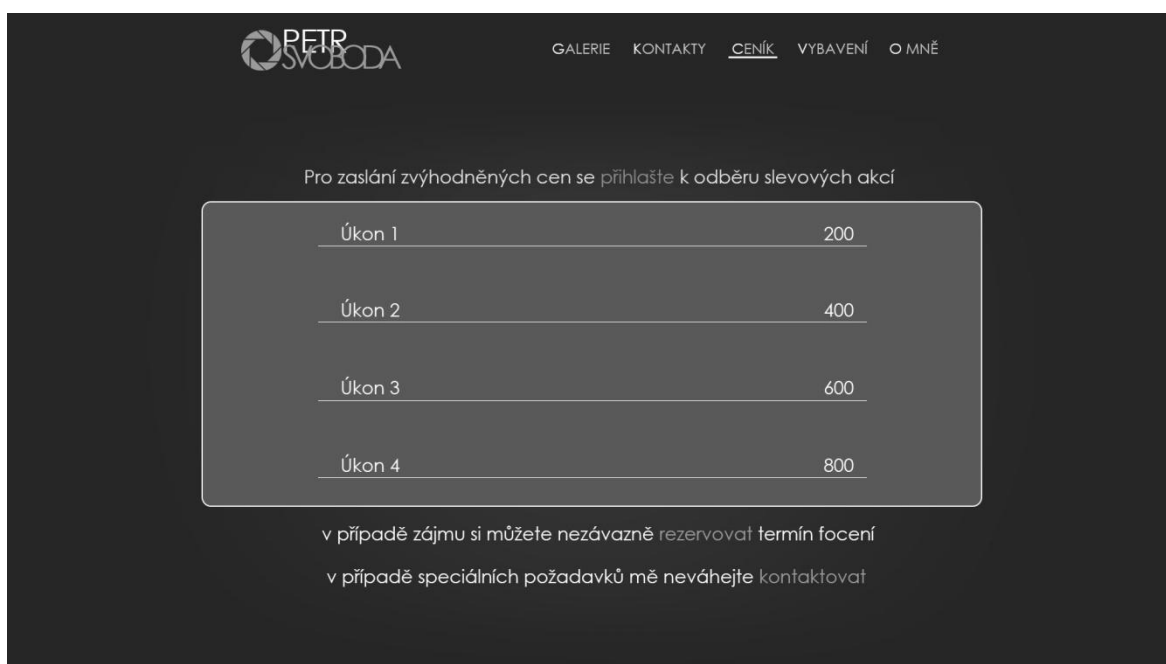 PETR
SVOBODA
GALERIE KONTAKTY CENÍK VYBAVENÍ O MNĚ
Pro zaslání zvýhodněných cen se přihlašte k odběru slevových akcí
Úkon 1 200
Úkon 2 400
Úkon 3 600
Úkon 4 800
v případě zájmu si můžete nezávazně rezervovat termín focení
v případě speciálních požadavků mě neváhejte kontaktovat